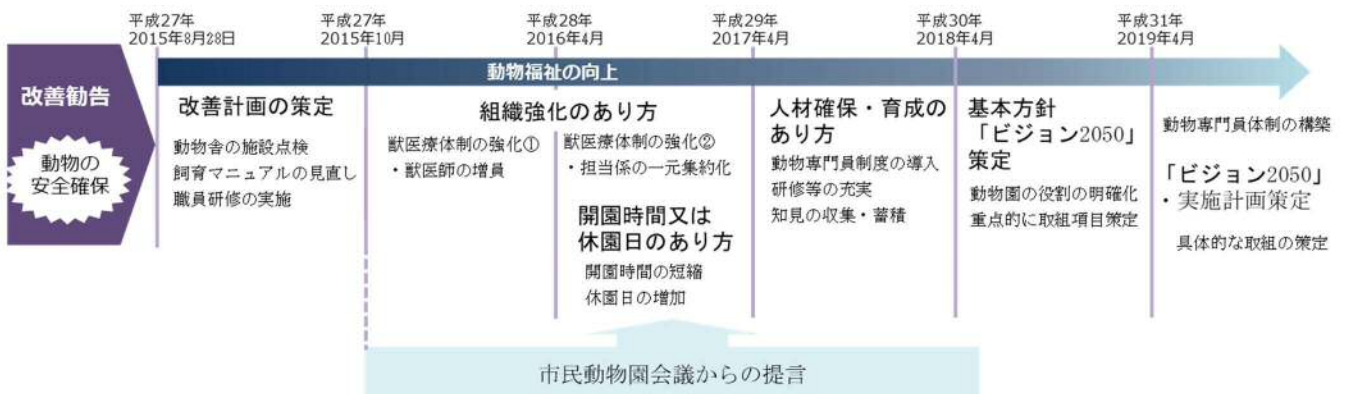 平成27年
2015年8月28日
平成27年
2015年10月
平成28年
2016年4月
平成29年
2017年4月
平成30年
2018年4月
平成31年
2019年4月
改善勧告
動物の
安全確保
動物福祉の向上
改善計画の策定
動物舎の施設点検
飼育マニュアルの見直し
職員研修の実施
組織強化のあり方
獣医療体制の強化①
・獣医師の増員
獣医療体制の強化②
・担当係の一元集約化
開園時間又は
休園日のあり方
開園時間の短縮
休園日の増加
人材確保・育成の
あり方
動物専門員制度の導入
研修等の充実
知見の収集・蓄積
基本方針
「ビジョン2050」
策定
動物園の役割の明確化
重点的に取組項目策定
動物専門員体制の構築
「ビジョン2050」
・実施計画策定
具体的な取組の策定
市民動物園会議からの提言